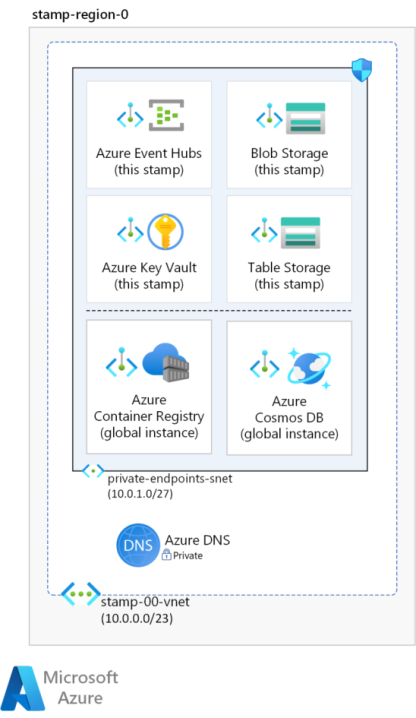 stamp-region-0
Azure Event Hubs
(this stamp)
Blob Storage
(this stamp)
Azure Key Vault
(this stamp)
Table Storage
(this stamp)
Azure
Container Registry
(global instance)
Azure
Cosmos DB
(global instance)
private-endpoints-snet
(10.0.1.0/27)
DNS
Azure DNS
Private
stamp-00-vnet
(10.0.0.0/23)
Microsoft
Azure